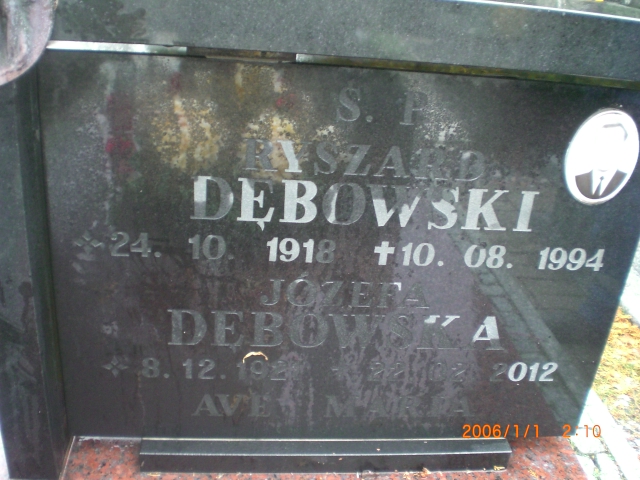 Ś. P.
RYSZARD
DĘBOWSKI
24. 10. 1918 10. 08. 1994
JÓZEFA
DĘBOWSKA
8. 12. 2012
AVE MARIA
2006/1/1 2:10